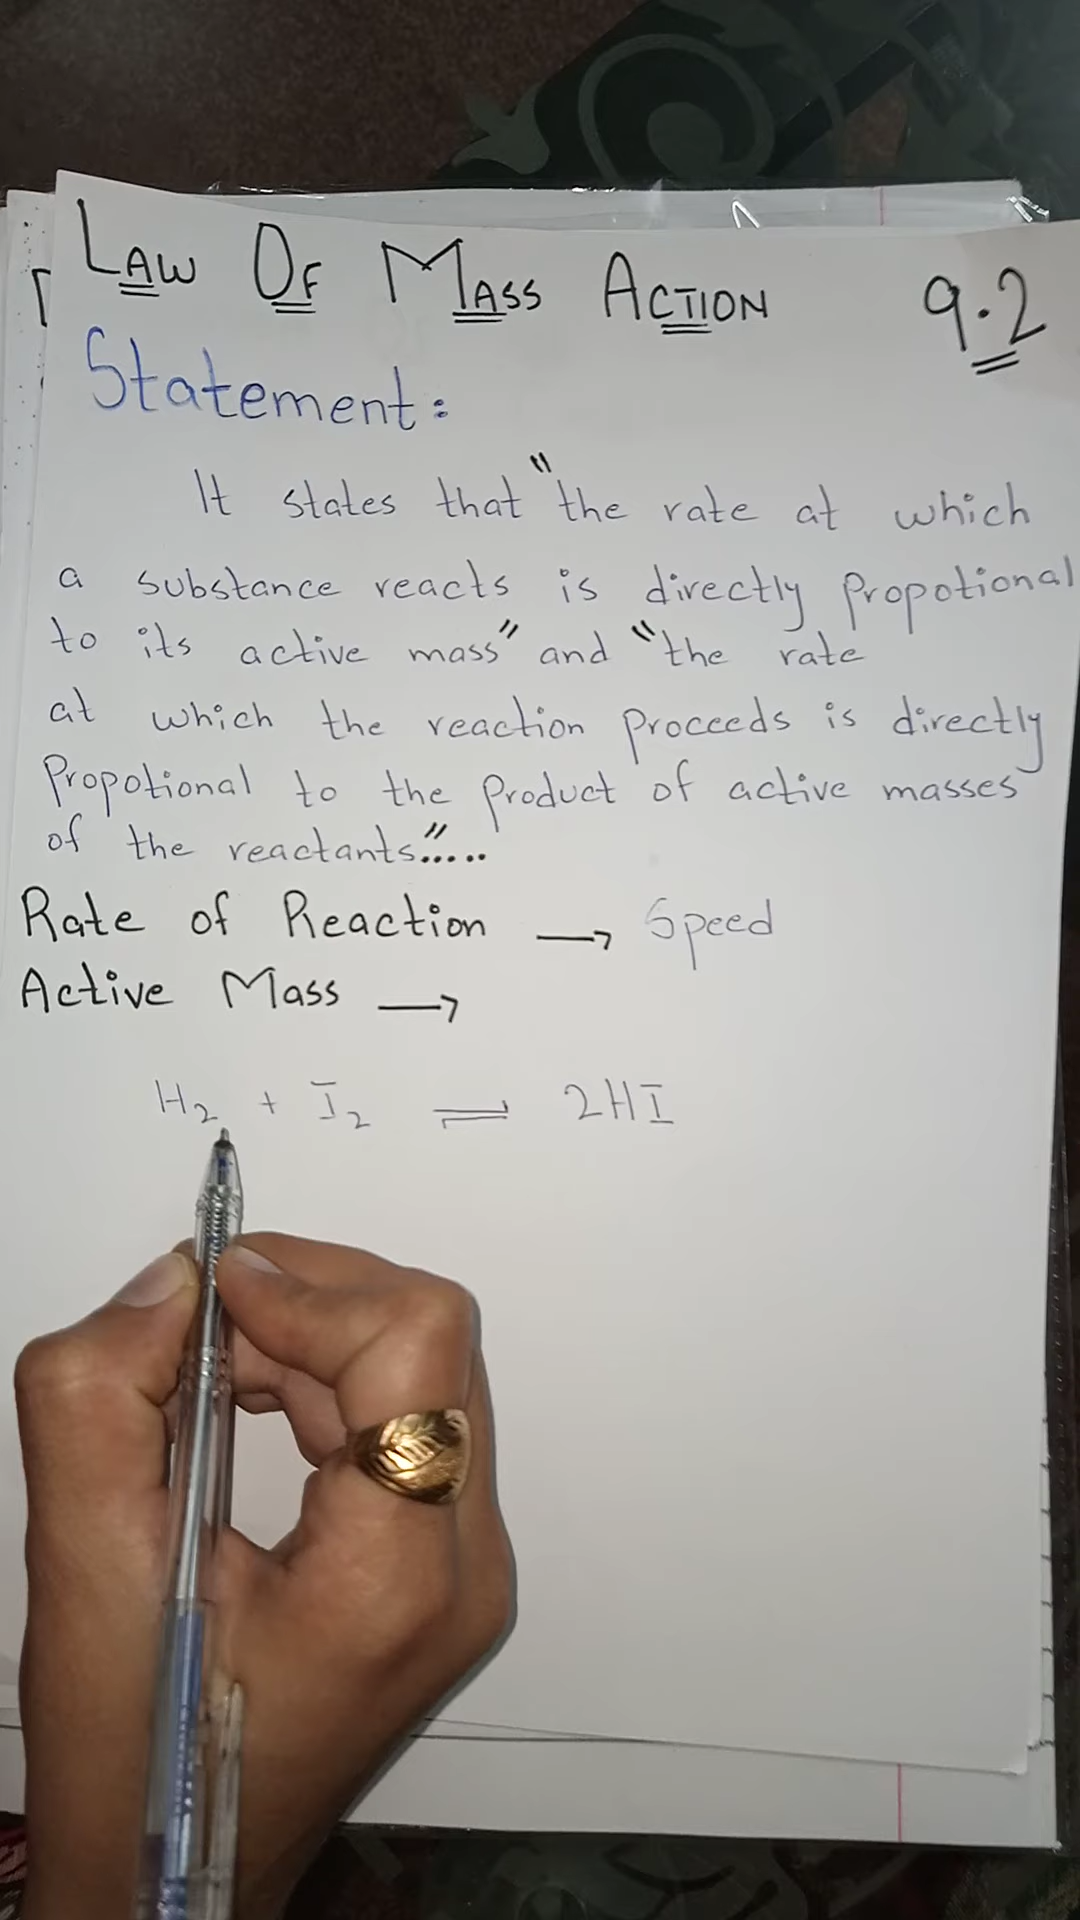 LAW OF MASS ACTION 9.2
Statement:
It states that "the rate at which
a substance reacts is directly propotional
to its active mass" and "the rate
at which the reaction proceeds is directly
Propotional to the product of active masses
of the reactants".....
Rate of Reaction → Speed
Active Mass →
H₂ + I₂ ⇌ 2HI